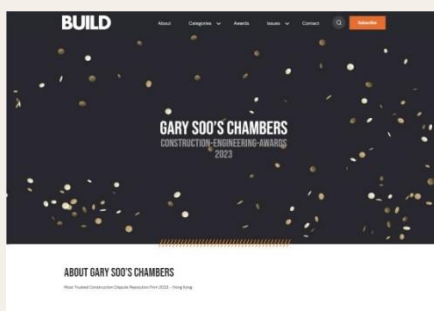 BUILD
About Categories Awards Issues Contact Subscribe
GARY SOO'S CHAMBERS
CONSTRUCTION-ENGINEERING-AWARDS
2023
ABOUT GARY SOO'S CHAMBERS
Most Trusted Construction Dispute Resolution Firm 2023 - Hong Kong